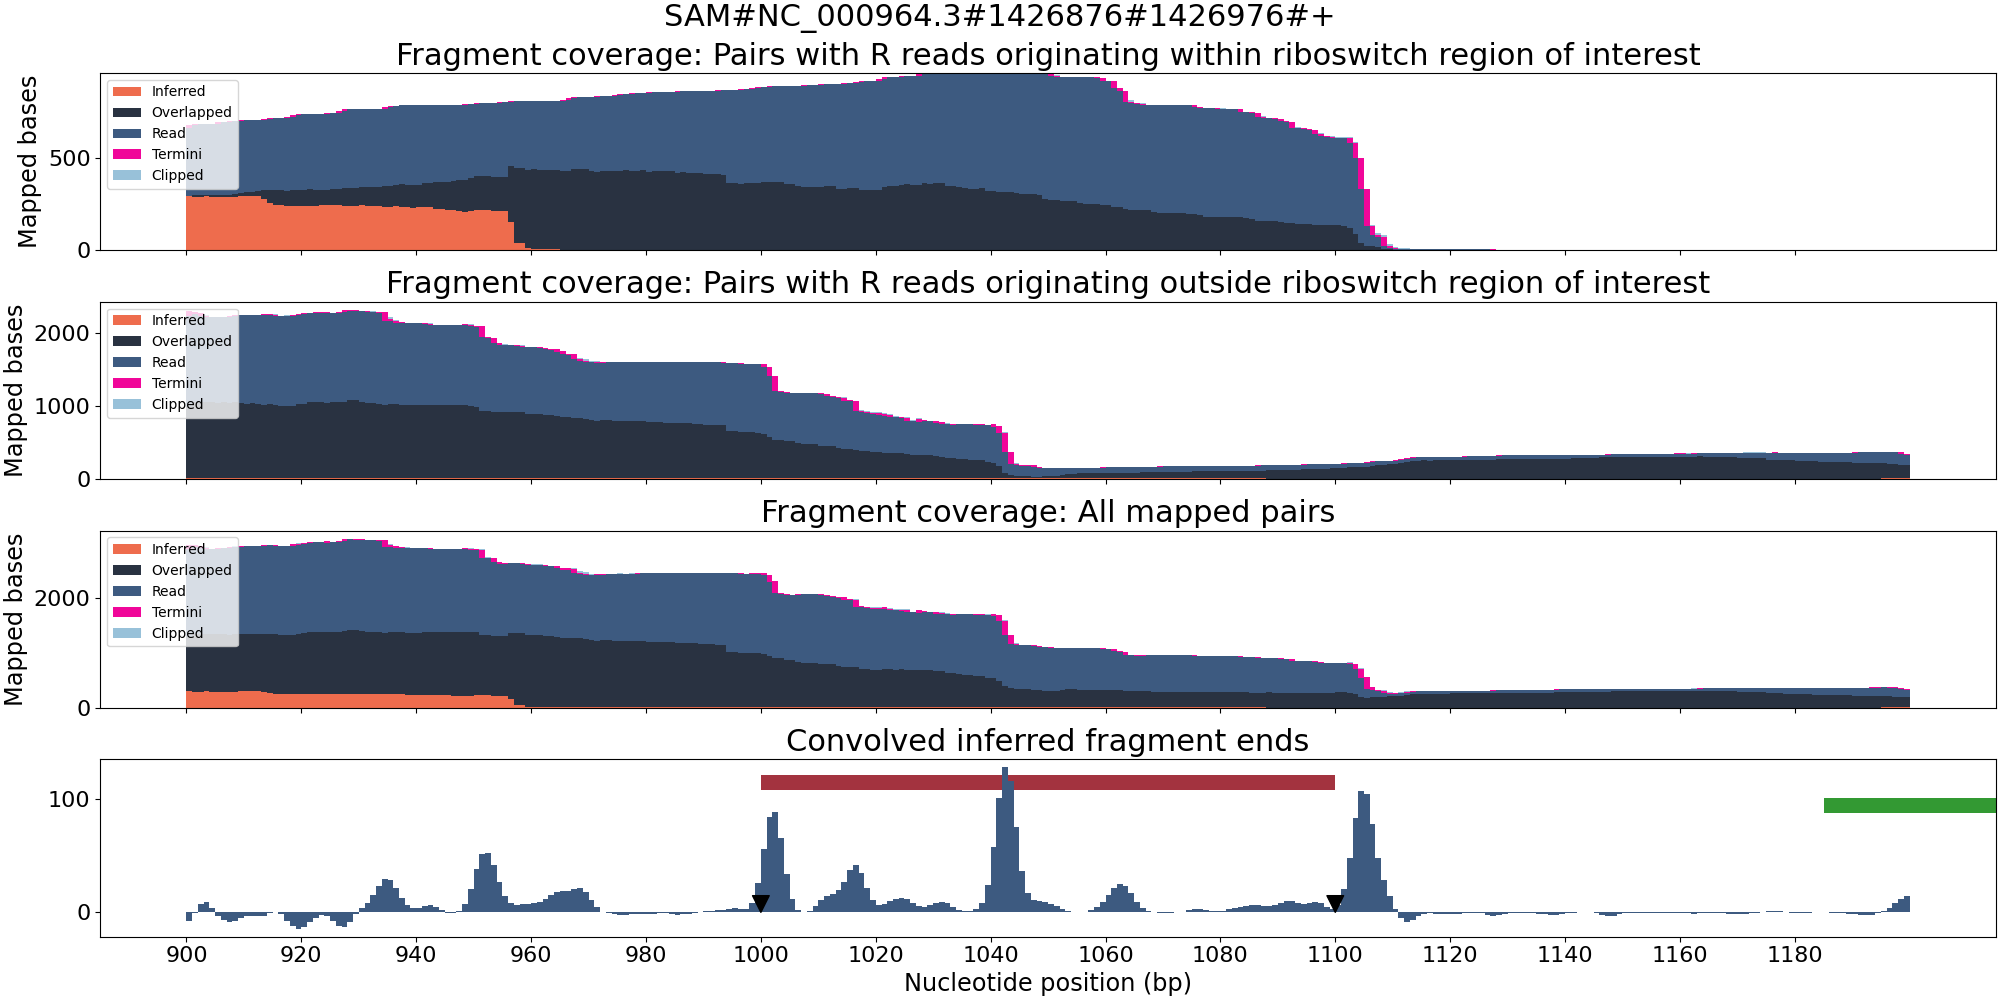 SAM#NC_000964.3#1426876#1426976#+
Fragment coverage: Pairs with R reads originating within riboswitch region of interest
Mapped bases
500
0
Inferred
Overlapped
Read
Termini
Clipped
Fragment coverage: Pairs with R reads originating outside riboswitch region of interest
Mapped bases
2000
1000
0
Inferred
Overlapped
Read
Termini
Clipped
Fragment coverage: All mapped pairs
Mapped bases
2000
0
Inferred
Overlapped
Read
Termini
Clipped
Convolved inferred fragment ends
100
0
900 920 940 960 980 1000 1020 1040 1060 1080 1100 1120 1140 1160 1180
Nucleotide position (bp)